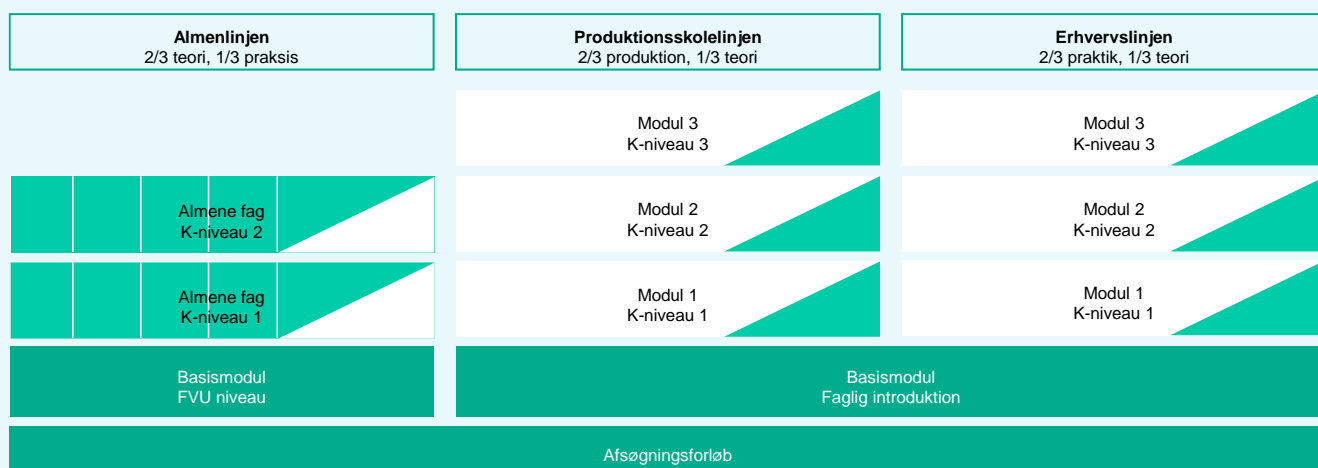 Almenlinjen
2/3 teori, 1/3 praksis
Produktionsskolelinjen
2/3 produktion, 1/3 teori
Erhvervslinjen
2/3 praktik, 1/3 teori
Modul 3
K-niveau 3
Modul 3
K-niveau 3
Almene fag
K-niveau 2
Modul 2
K-niveau 2
Modul 2
K-niveau 2
Almene fag
K-niveau 1
Modul 1
K-niveau 1
Modul 1
K-niveau 1
Basismodul
FVU niveau
Basismodul
Faglig introduktion
Afsøgningsforløb